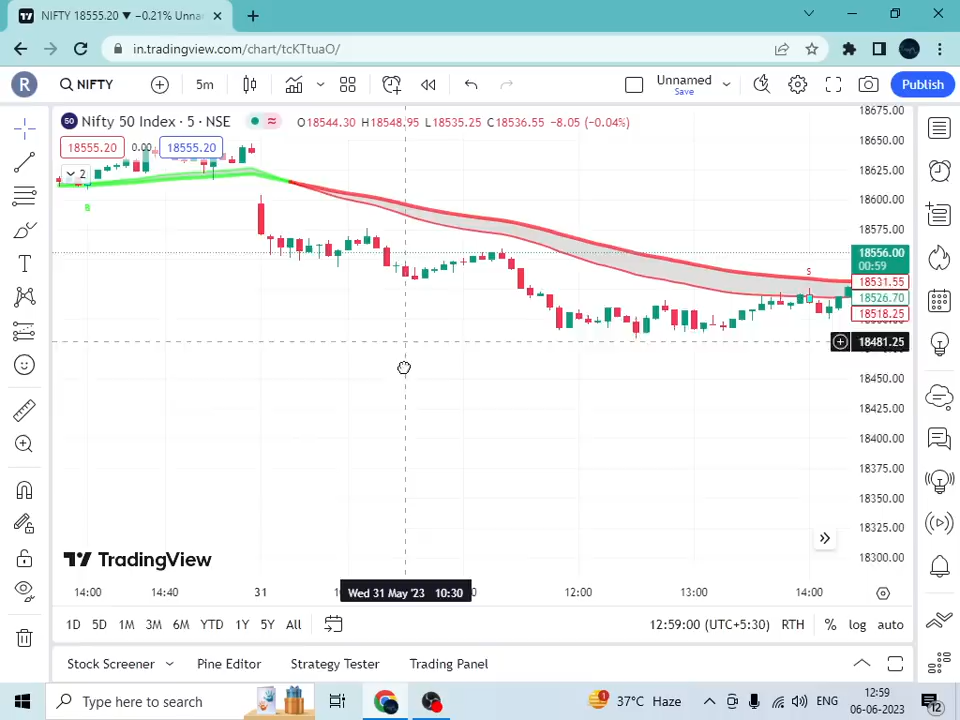 NIFTY 18555.20 ▼ −0.21% Unna
in.tradingview.com/chart/tcKTtuaO/
R
NIFTY
5m
Unnamed
Save
Publish
50 Nifty 50 Index · 5 · NSE
O18544.30 H18548.95 L18535.25 C18536.55 −8.05 (−0.04%)
18555.20 0.00 18555.20
2
B
S
18675.00
18650.00
18625.00
18600.00
18575.00
18556.00
00:59
18531.55
18526.70
18518.25
18481.25
18450.00
18425.00
18400.00
18375.00
18350.00
18325.00
18300.00
TradingView
14:00 14:40 31 Wed 31 May '23 10:30 12:00 13:00 14:00
1D 5D 1M 3M 6M YTD 1Y 5Y All 12:59:00 (UTC+5:30) RTH % log auto
Stock Screener Pine Editor Strategy Tester Trading Panel
Type here to search
1
37°C Haze
ENG
12:59
06-06-2023
12